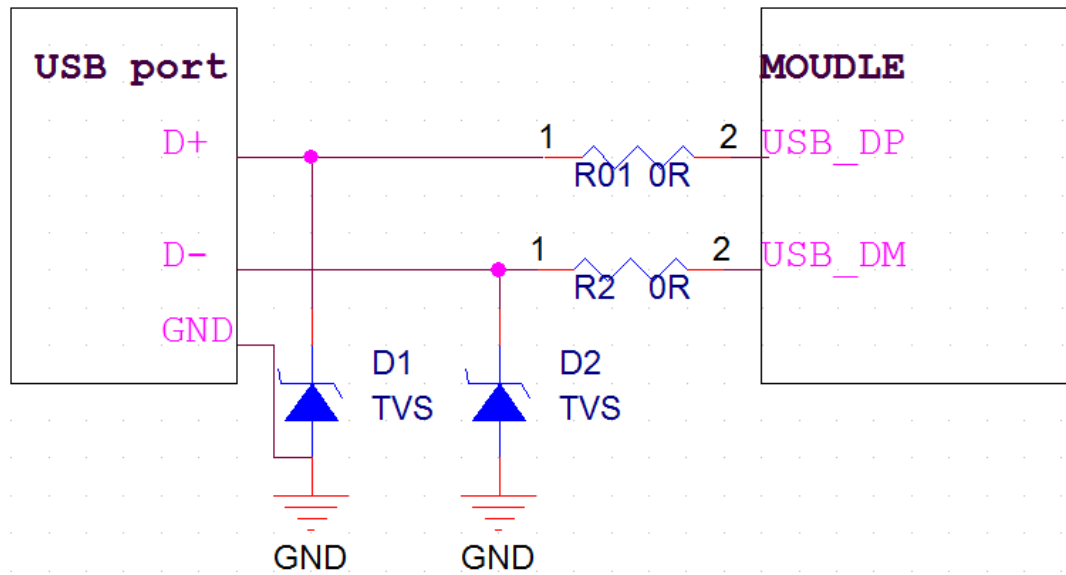 USB port
MOUDLE
D+
1
2
USB_DP
R01 0R
D-
1
2
USB_DM
R2 0R
GND
D1
TVS
D2
TVS
GND
GND